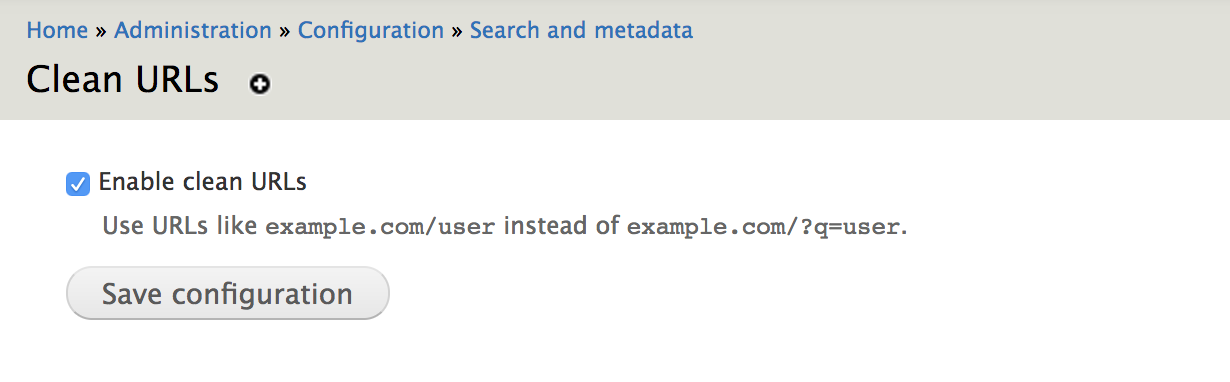 Home » Administration » Configuration » Search and metadata
Clean URLs
Enable clean URLs
Use URLs like example.com/user instead of example.com/?q=user.
Save configuration